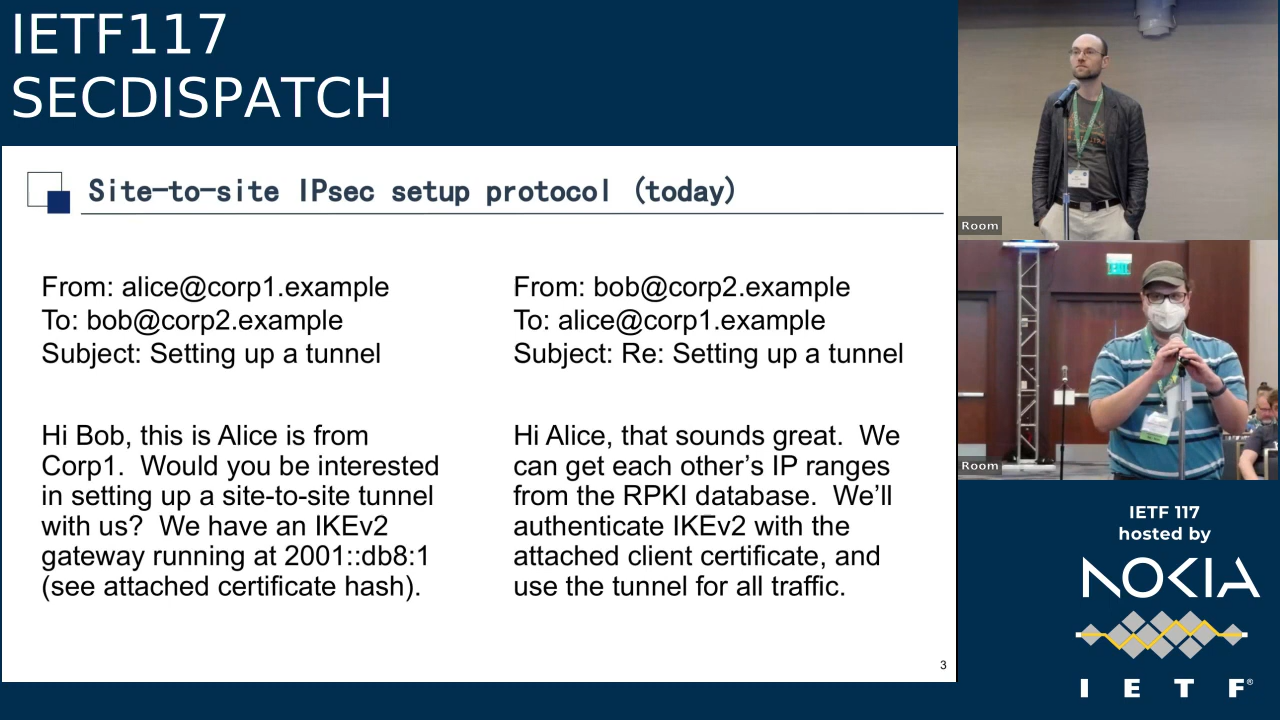 IETF117
SECDISPATCH
Site-to-site IPsec setup protocol (today)
From: alice@corp1.example
To: bob@corp2.example
Subject: Setting up a tunnel
Hi Bob, this is Alice is from
Corp1.  Would you be interested
in setting up a site-to-site tunnel
with us?  We have an IKEv2
gateway running at 2001::db8:1
(see attached certificate hash).
From: bob@corp2.example
To: alice@corp1.example
Subject: Re: Setting up a tunnel
Hi Alice, that sounds great.  We
can get each other’s IP ranges
from the RPKI database.  We’ll
authenticate IKEv2 with the
attached client certificate, and
use the tunnel for all traffic.
3
Room
Room
IETF 117
hosted by
NOKIA
I E T F®